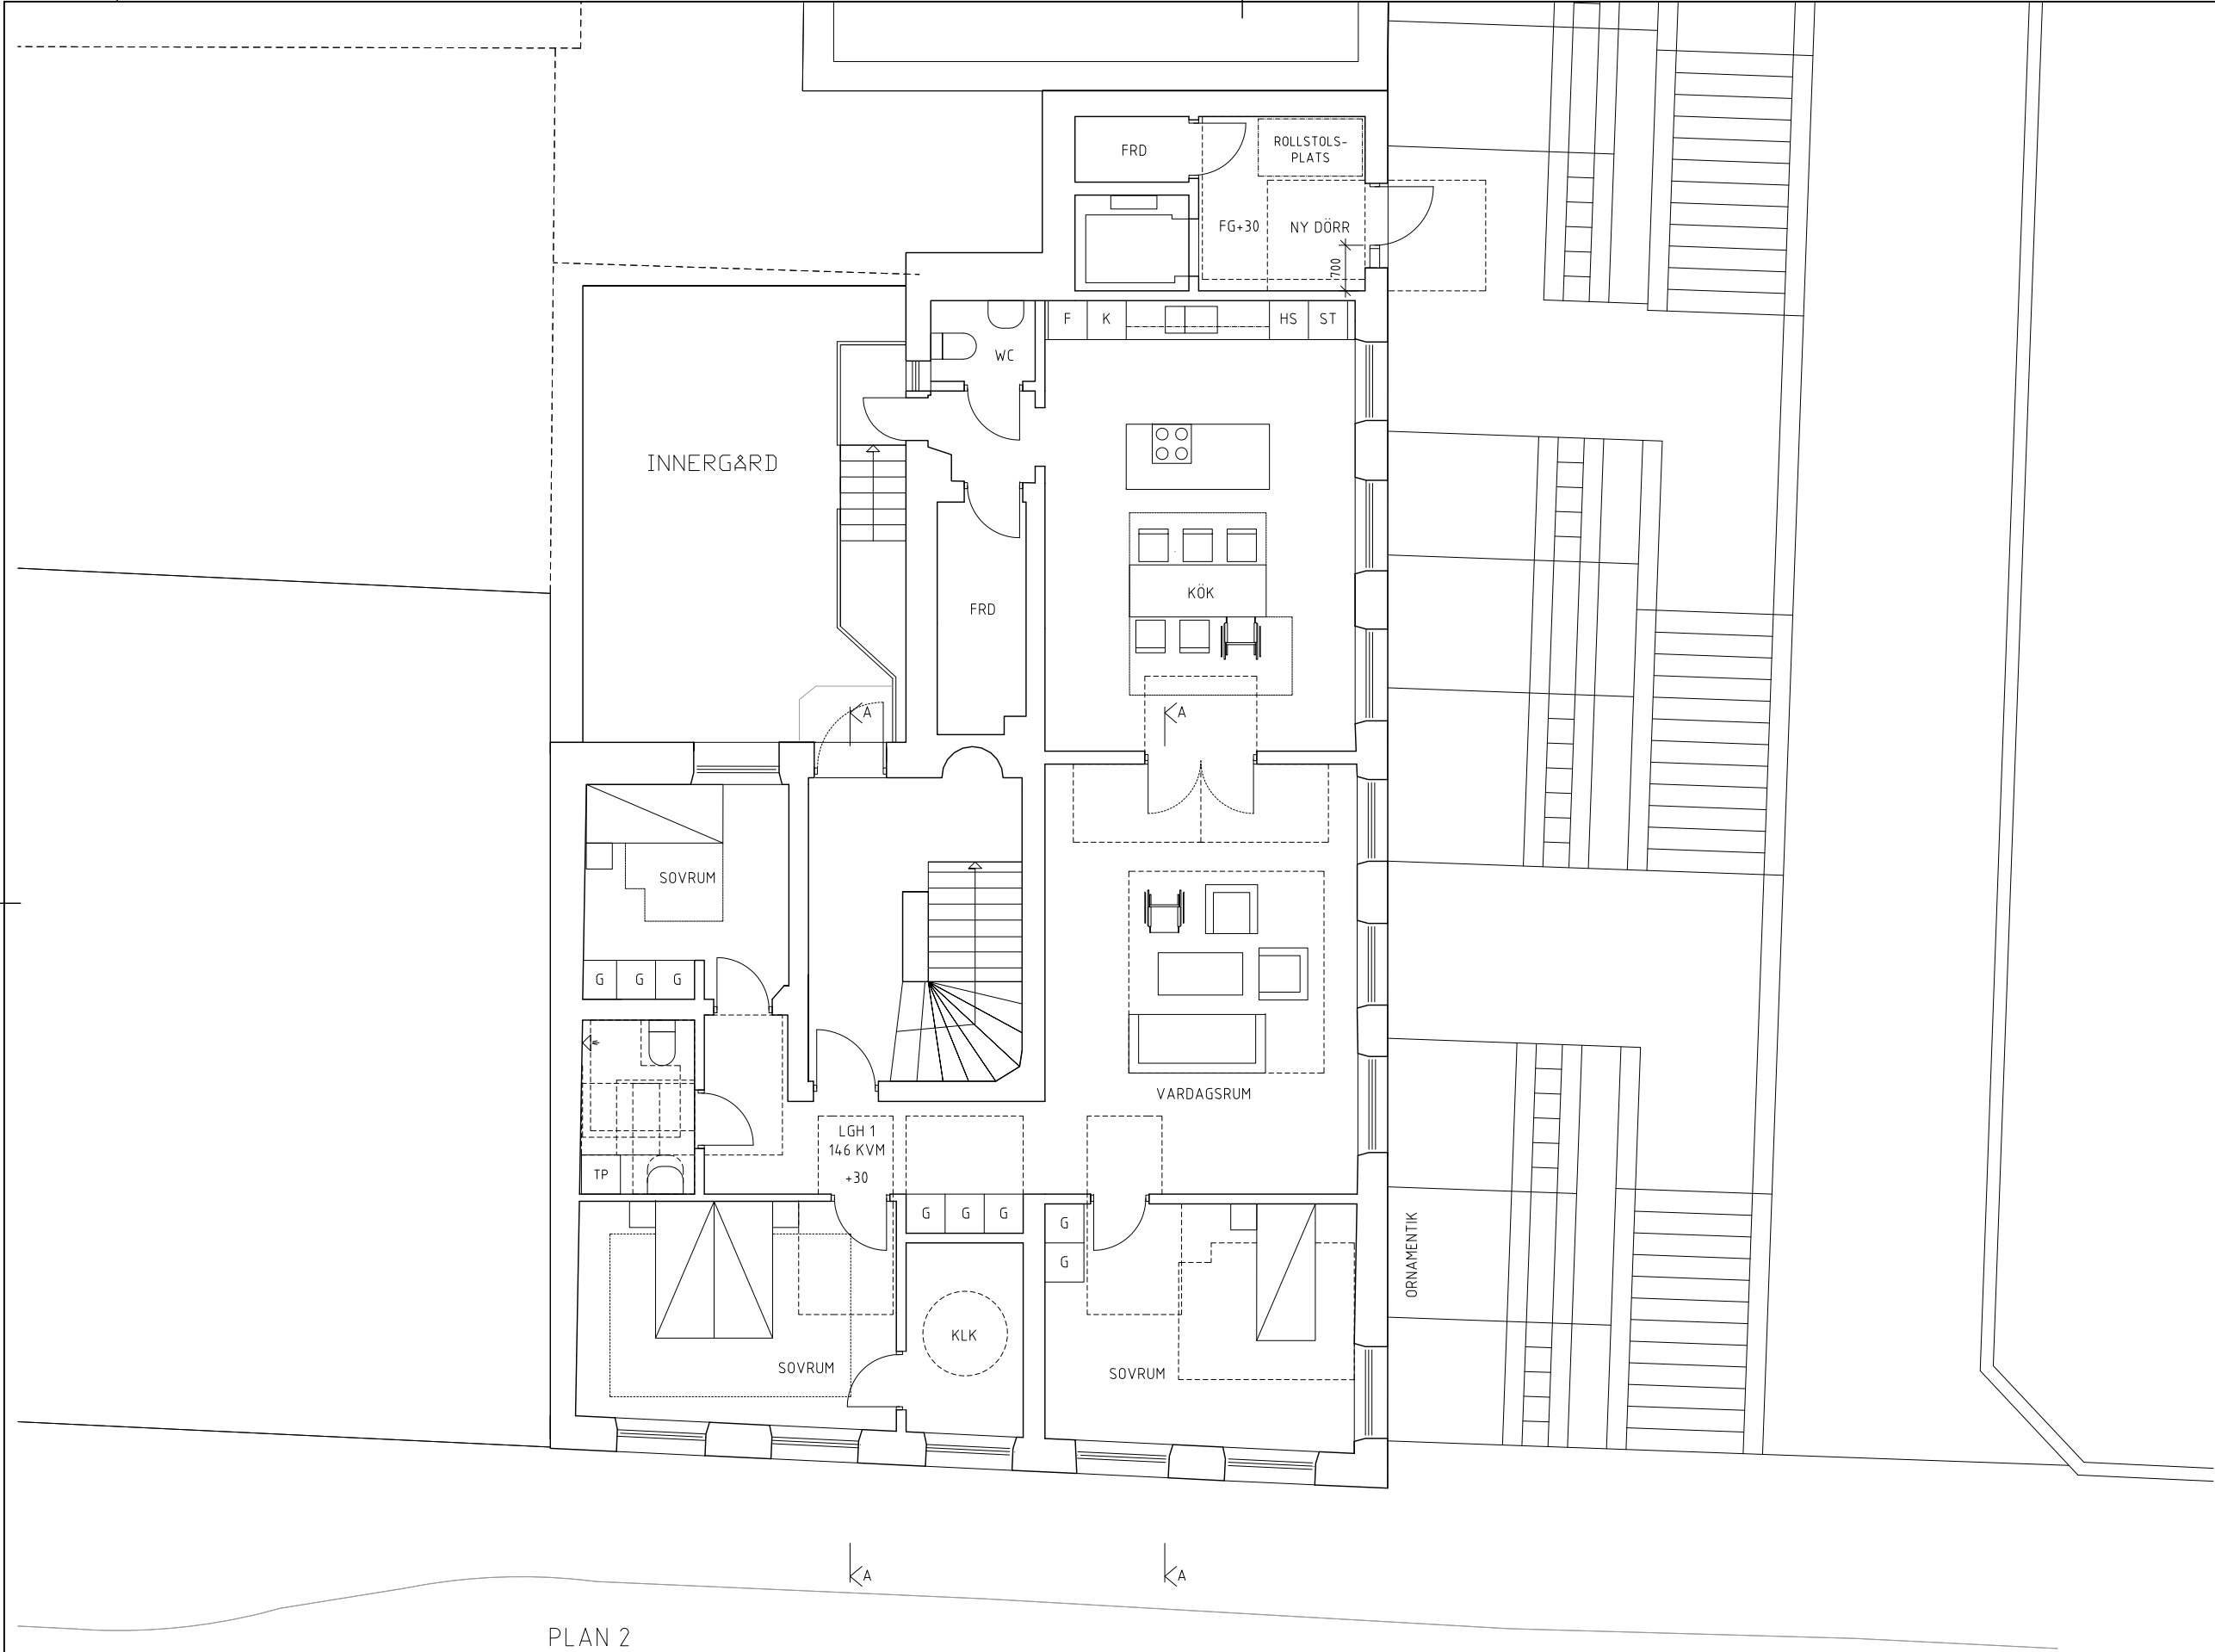 FRD
ROLLSTOLS-
PLATS
FG+30
NY DÖRR
700
F
K
HS
ST
WC
INNERGÅRD
KÖK
FRD
A
A
SOVRUM
G
G
G
VARDAGSRUM
LGH 1
146 KVM
+30
TP
G
G
G
G
G
ORNAMENTIK
KLK
SOVRUM
SOVRUM
A
A
PLAN 2